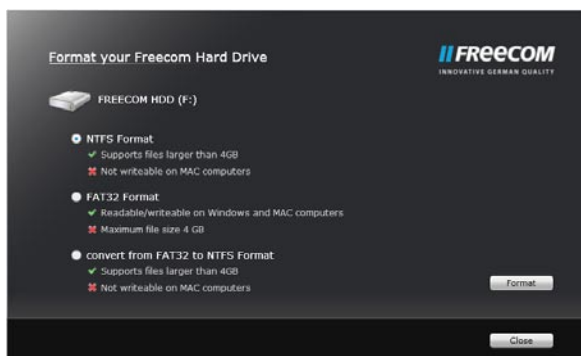 Format your Freecom Hard Drive
FREECOM
INNOVATIVE GERMAN QUALITY
FREECOM HDD (F:)
NTFS Format
Supports files larger than 4GB
Not writeable on MAC computers
FAT32 Format
Readable/writeable on Windows and MAC computers
Maximum file size 4 GB
convert from FAT32 to NTFS Format
Supports files larger than 4GB
Not writeable on MAC computers
Format
Close